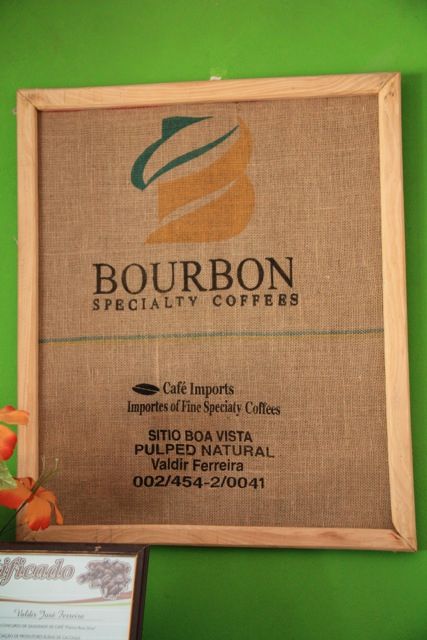 BOURBON
SPECIALTY COFFEES
Café Imports
Importes of Fine Specialty Coffees
SITIO BOA VISTA
PULPED NATURAL
Valdir Ferreira
002/454-2/0041
ificado
Valdir José Ferreira